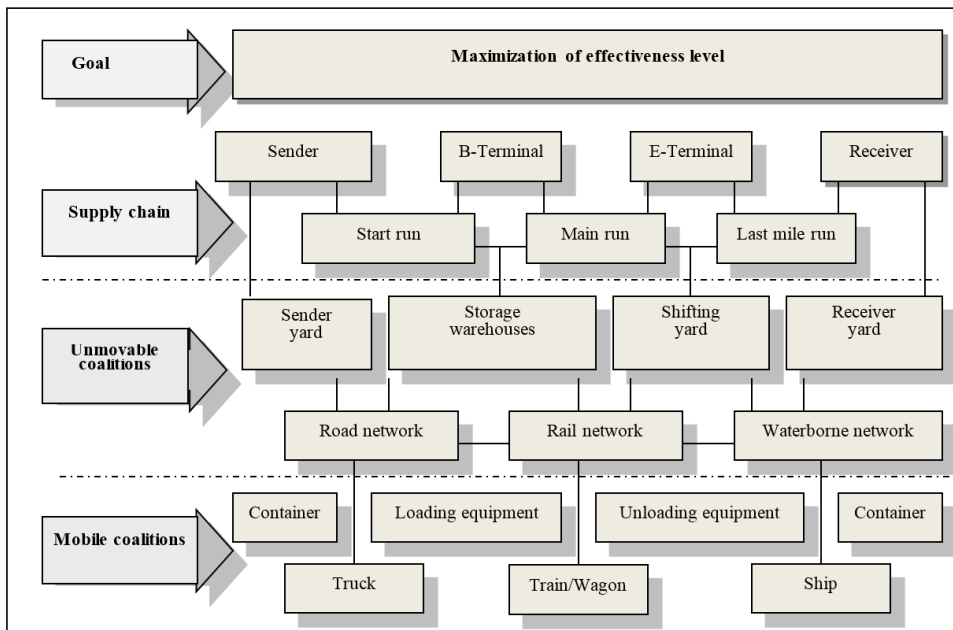 Goal
Maximization of effectiveness level
Sender
B-Terminal
E-Terminal
Receiver
Supply chain
Start run
Main run
Last mile run
Unmovable
coalitions
Sender
yard
Storage
warehouses
Shifting
yard
Receiver
yard
Road network
Rail network
Waterborne network
Mobile coalitions
Container
Loading equipment
Unloading equipment
Container
Truck
Train/Wagon
Ship